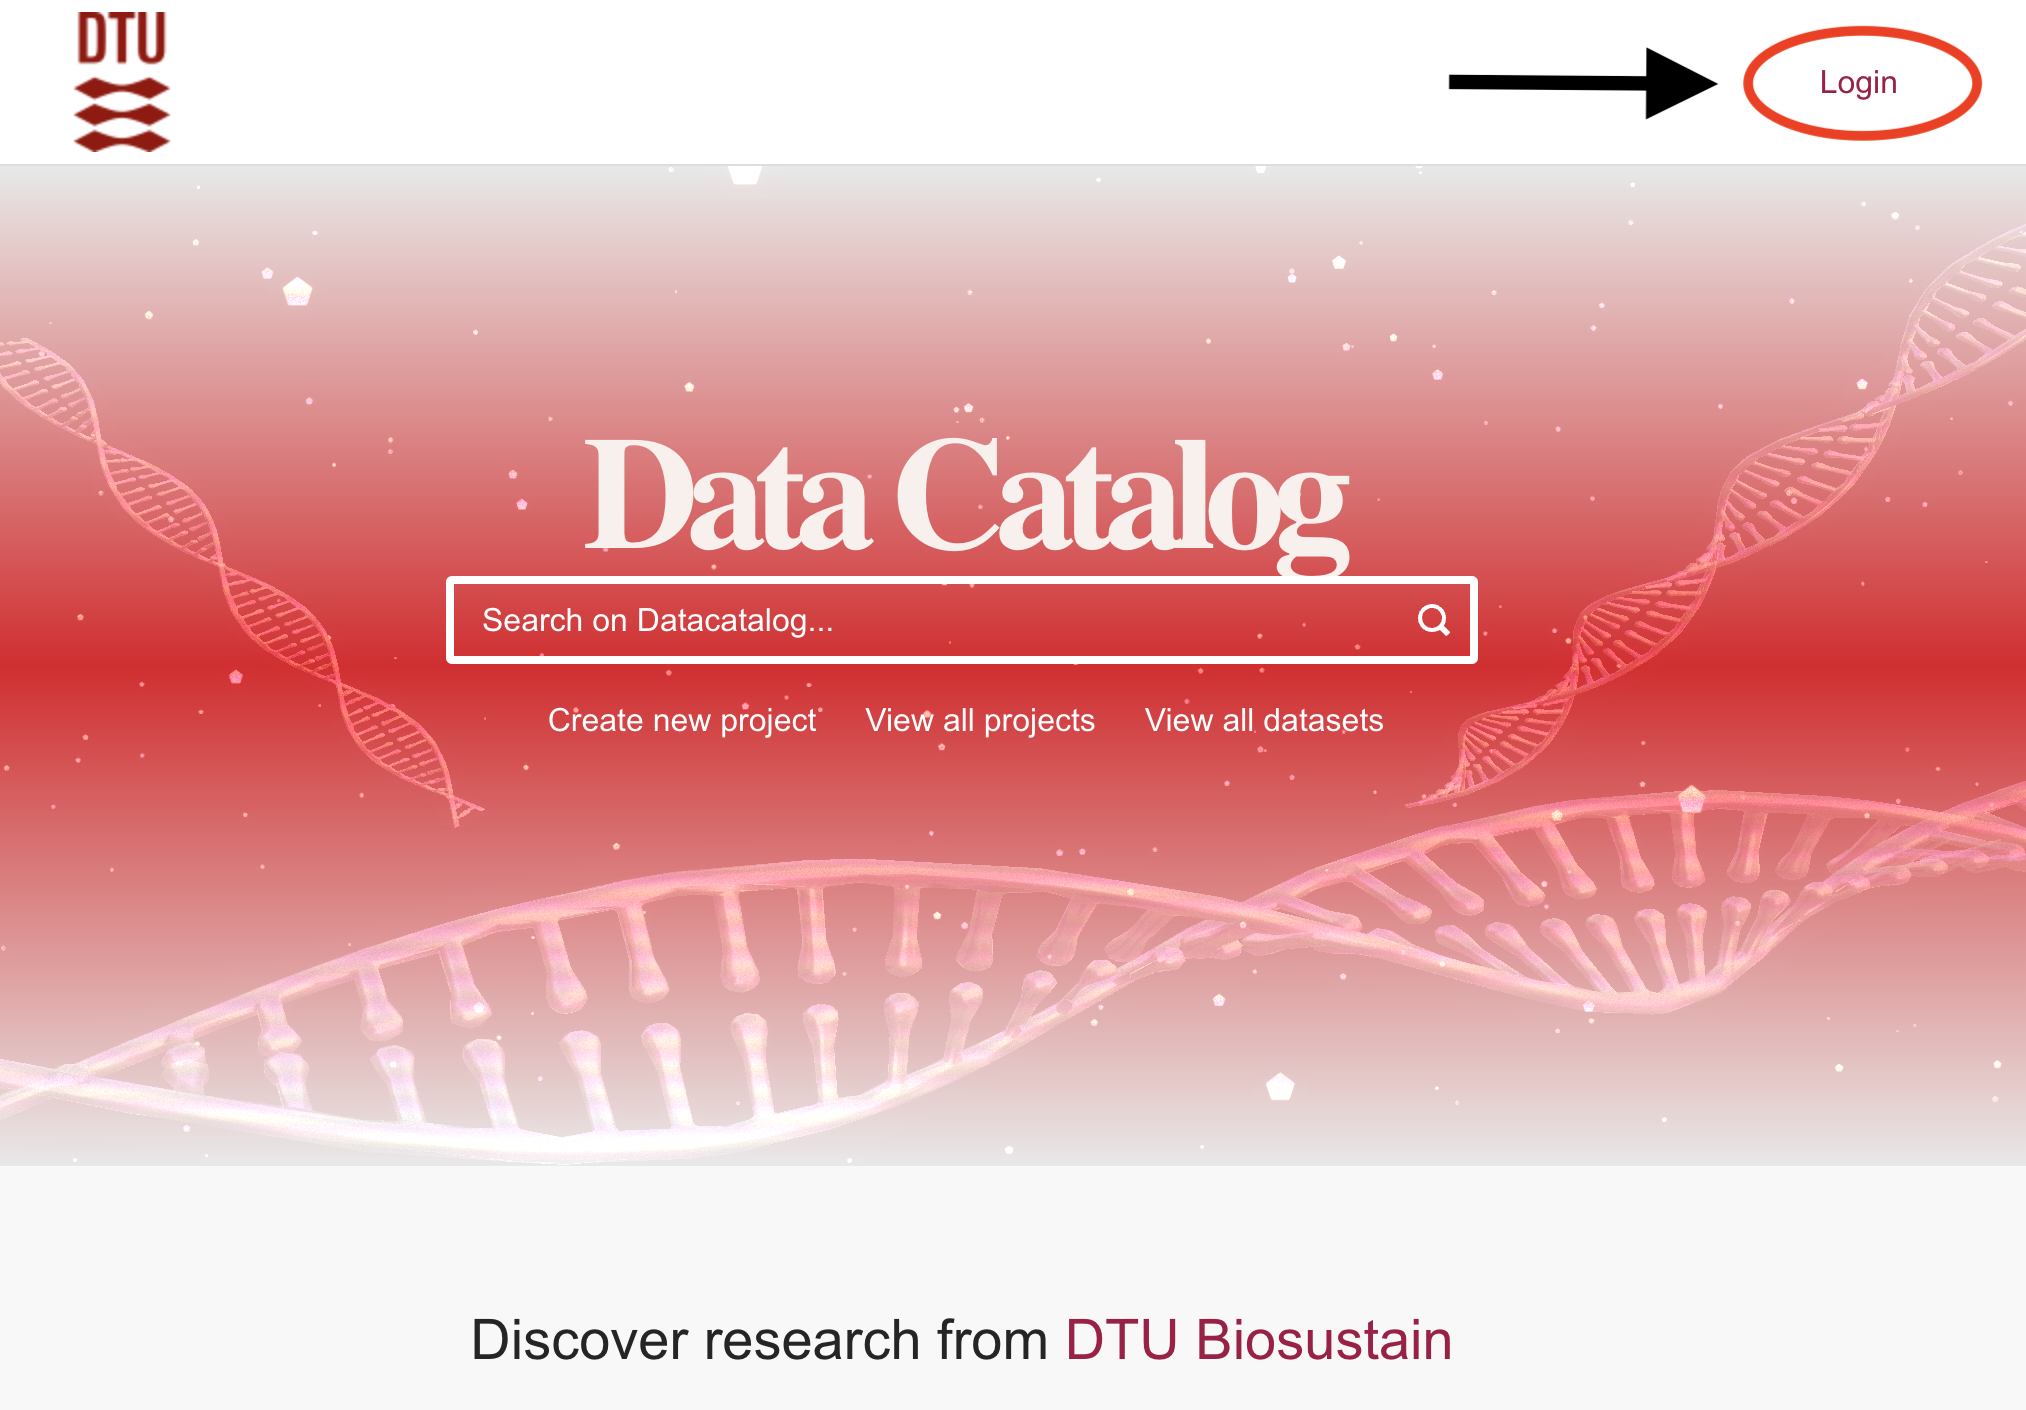 DTU
Login
Data Catalog
Search on Datacatalog...
Create new project View all projects View all datasets
Discover research from DTU Biosustain